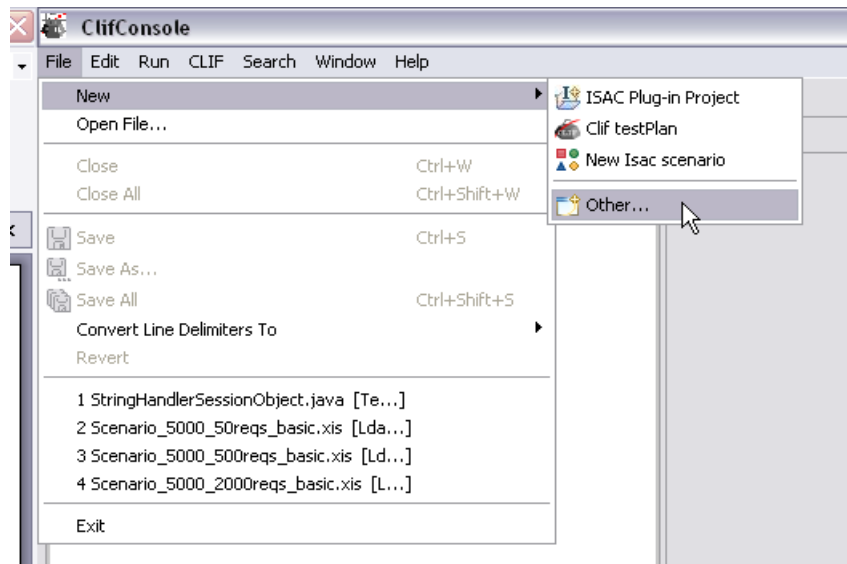 ClifConsole
File Edit Run CLIF Search Window Help
New
Open File...
Close Ctrl+W
Close All Ctrl+Shift+W
Save Ctrl+S
Save As...
Save All Ctrl+Shift+S
Convert Line Delimiters To
Revert
1 StringHandlerSessionObject.java [Te...]
2 Scenario_5000_50reqs_basic.xis [Lda...]
3 Scenario_5000_500reqs_basic.xis [Ld...]
4 Scenario_5000_2000reqs_basic.xis [L...]
Exit
ISAC Plug-in Project
Clif testPlan
New Isac scenario
Other...